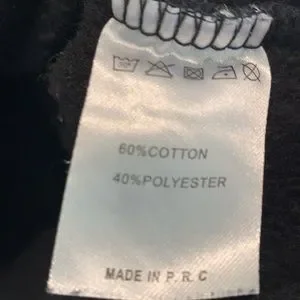 60%COTTON
40%POLYESTER
MADE IN P. R. C